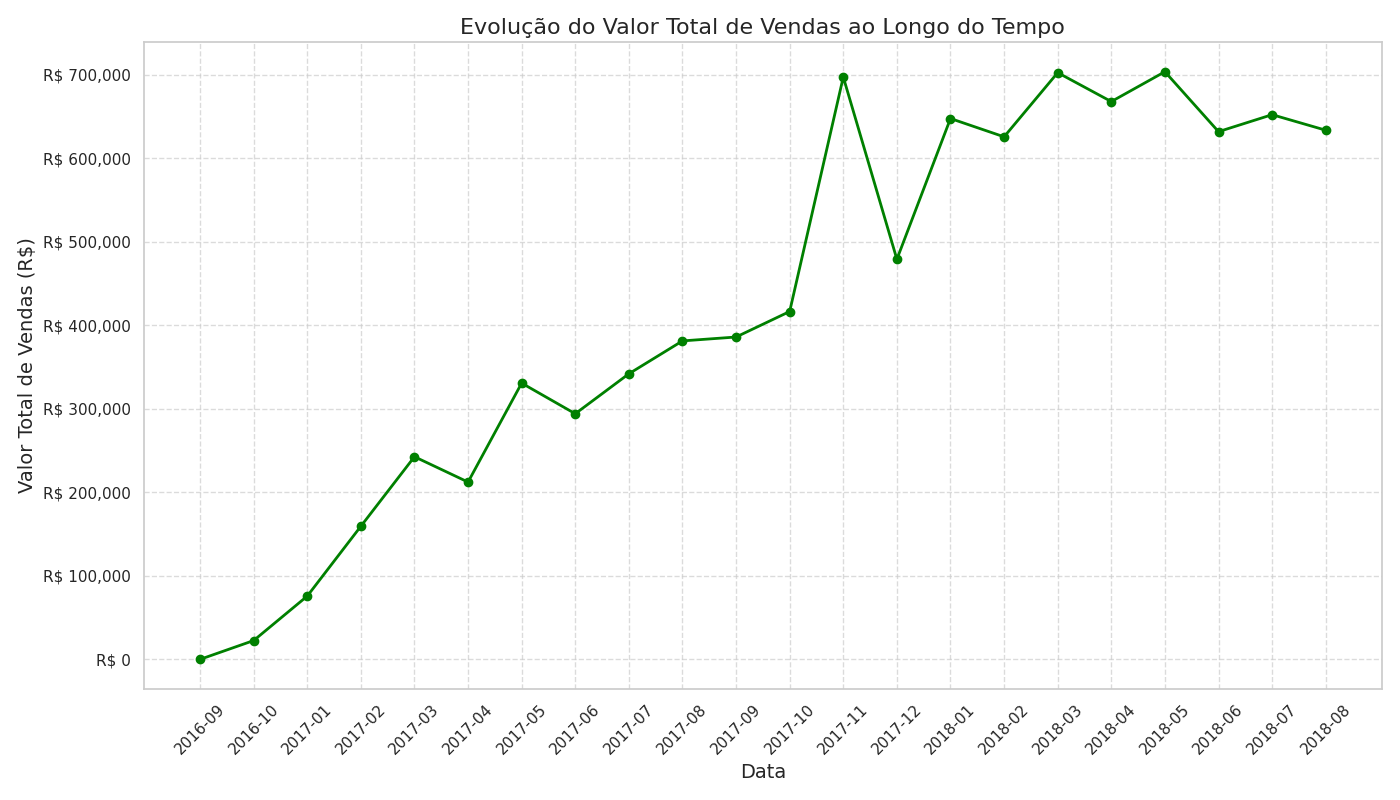 Evolução do Valor Total de Vendas ao Longo do Tempo
Valor Total de Vendas (R$)
R$ 700,000
R$ 600,000
R$ 500,000
R$ 400,000
R$ 300,000
R$ 200,000
R$ 100,000
R$ 0
2016-09
2016-10
2017-01
2017-02
2017-03
2017-04
2017-05
2017-06
2017-07
2017-08
2017-09
2017-10
2017-11
2017-12
2018-01
2018-02
2018-03
2018-04
2018-05
2018-06
2018-07
2018-08
Data